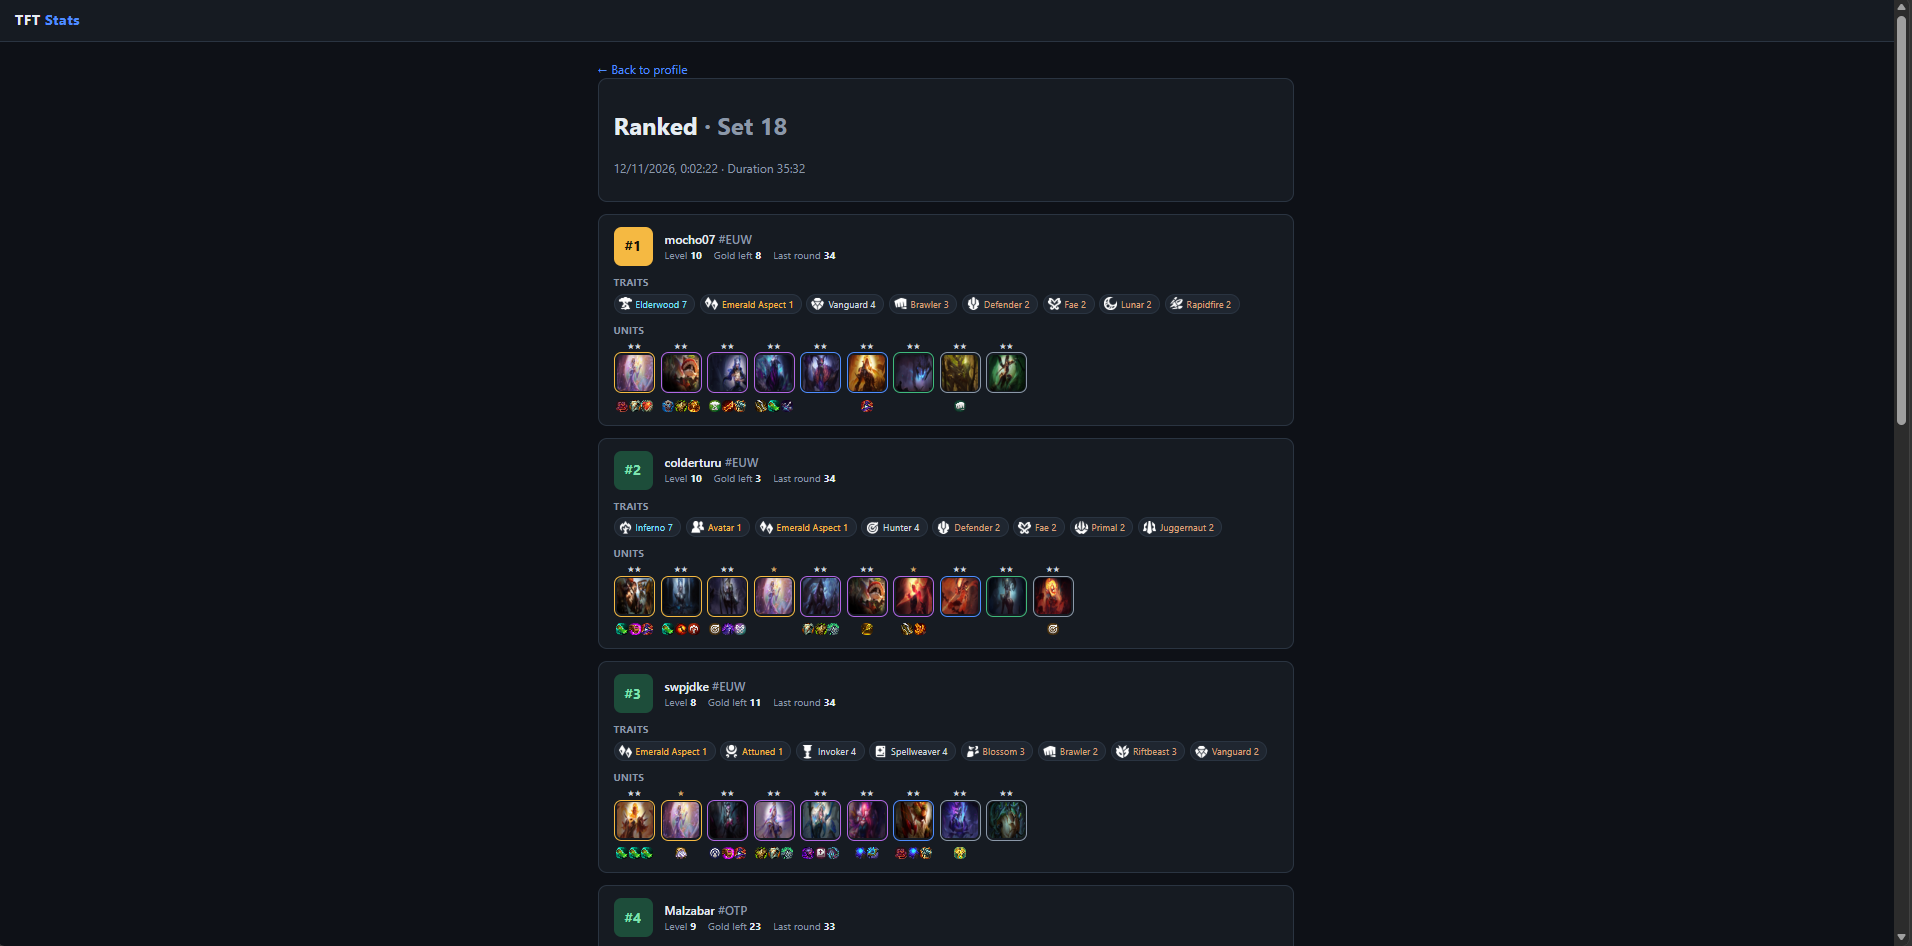 TFT Stats
← Back to profile
Ranked · Set 18
12/11/2026, 0:02:22 · Duration 35:32
#1
mocho07 #EUW
Level 10 Gold left 8 Last round 34
TRAITS
Elderwood 7 Emerald Aspect 1 Vanguard 4 Brawler 3 Defender 2 Fae 2 Lunar 2 Rapidfire 2
UNITS
#2
colderturu #EUW
Level 10 Gold left 3 Last round 34
TRAITS
Inferno 7 Avatar 1 Emerald Aspect 1 Hunter 4 Defender 2 Fae 2 Primal 2 Juggernaut 2
UNITS
#3
swpjdke #EUW
Level 8 Gold left 11 Last round 34
TRAITS
Emerald Aspect 1 Attuned 1 Invoker 4 Spellweaver 4 Blossom 3 Brawler 2 Riftbeast 3 Vanguard 2
UNITS
#4
Malzabar #OTP
Level 9 Gold left 23 Last round 33